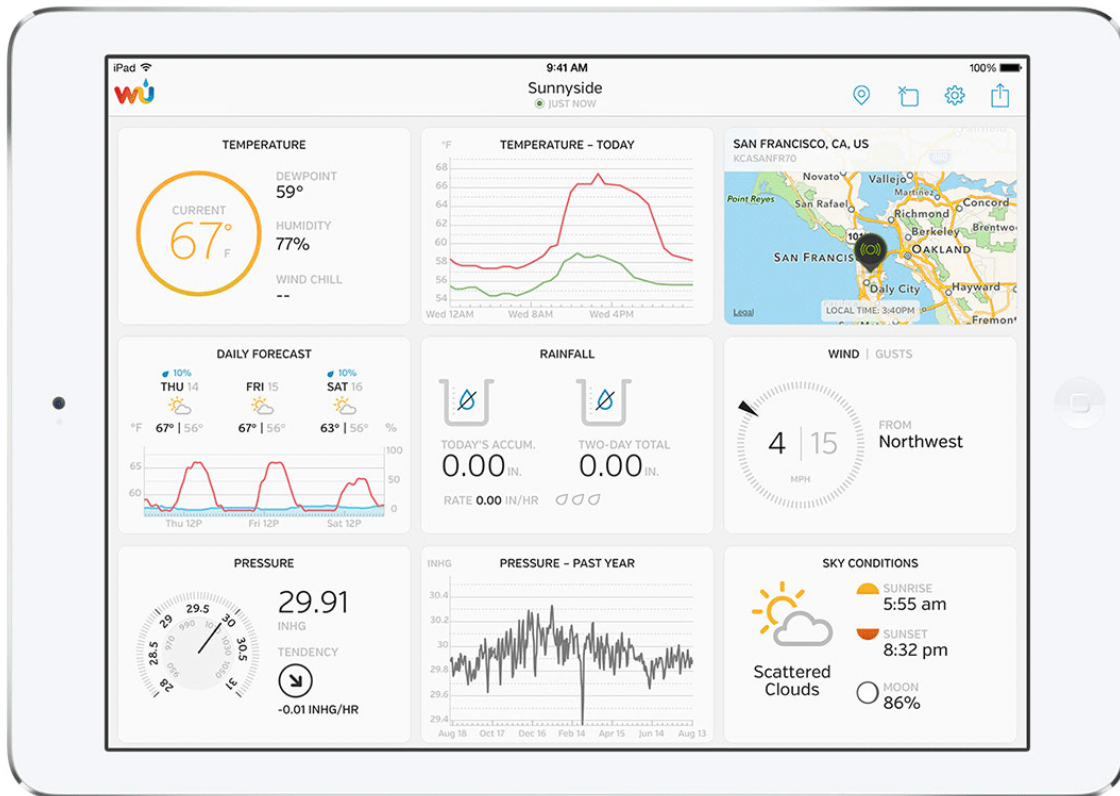 iPad
9:41 AM
100%
wu
Sunnyside
JUST NOW
TEMPERATURE
CURRENT
67°
F
DEWPOINT
59°
HUMIDITY
77%
WIND CHILL
--
°F
TEMPERATURE – TODAY
68
66
64
62
60
58
56
54
Wed 12AM Wed 8AM Wed 4PM
SAN FRANCISCO, CA, US
KCASANFR70
Novato
Vallejo
Martinez
Point Reyes
San Rafael
Concord
Richmond
101
Berkeley
Brentwo
SAN FRANCIS
OAKLAND
Daly City
Hayward
Legal
LOCAL TIME: 3:40PM
Fremont
DAILY FORECAST
10% 10%
THU 14 FRI 15 SAT 16
°F 67° | 56° 67° | 56° 63° | 56° %
65
60
100
50
0
Thu 12P Fri 12P Sat 12P
RAINFALL
TODAY'S ACCUM. TWO-DAY TOTAL
0.00 IN. 0.00 IN.
RATE 0.00 IN/HR
WIND | GUSTS
4 | 15
MPH
FROM
Northwest
PRESSURE
28
28.5
29
29.5
30
30.5
31
950
970
990
1010
1030
1050
29.91
INHG
TENDENCY
-0.01 INHG/HR
INHG
PRESSURE – PAST YEAR
30.4
30.2
30
29.8
29.6
29.4
Aug 18 Oct 17 Dec 16 Feb 14 Apr 15 Jun 14 Aug 13
SKY CONDITIONS
Scattered
Clouds
SUNRISE
5:55 am
SUNSET
8:32 pm
MOON
86%